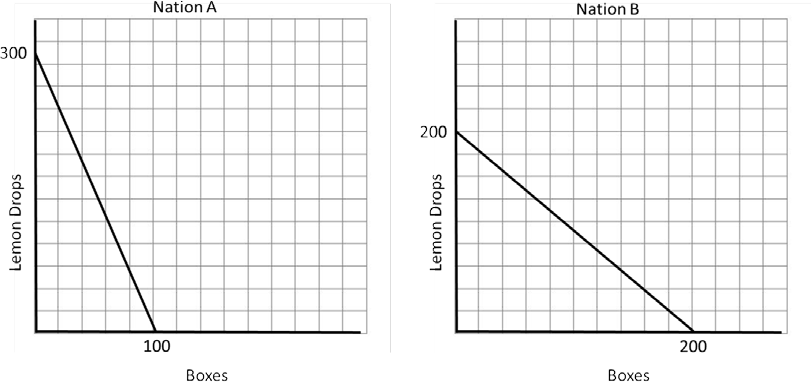 Nation A
300
Lemon Drops
100
Boxes
Nation B
200
Lemon Drops
200
Boxes